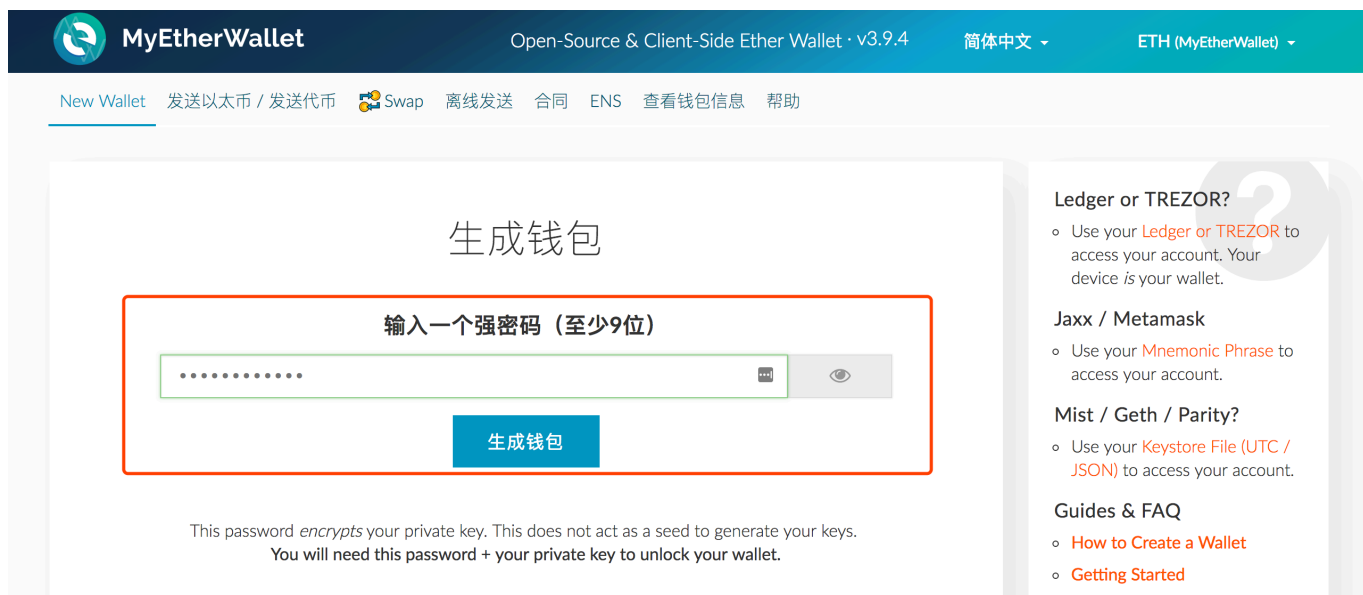 MyEtherWallet
Open-Source & Client-Side Ether Wallet · v3.9.4
简体中文
ETH (MyEtherWallet)
New Wallet
发送以太币 / 发送代币
Swap
离线发送
合同
ENS
查看钱包信息
帮助
生成钱包
输入一个强密码（至少9位）
生成钱包
This password encrypts your private key. This does not act as a seed to generate your keys.
You will need this password + your private key to unlock your wallet.
Ledger or TREZOR?
Use your Ledger or TREZOR to
access your account. Your
device is your wallet.
Jaxx / Metamask
Use your Mnemonic Phrase to
access your account.
Mist / Geth / Parity?
Use your Keystore File (UTC /
JSON) to access your account.
Guides & FAQ
How to Create a Wallet
Getting Started